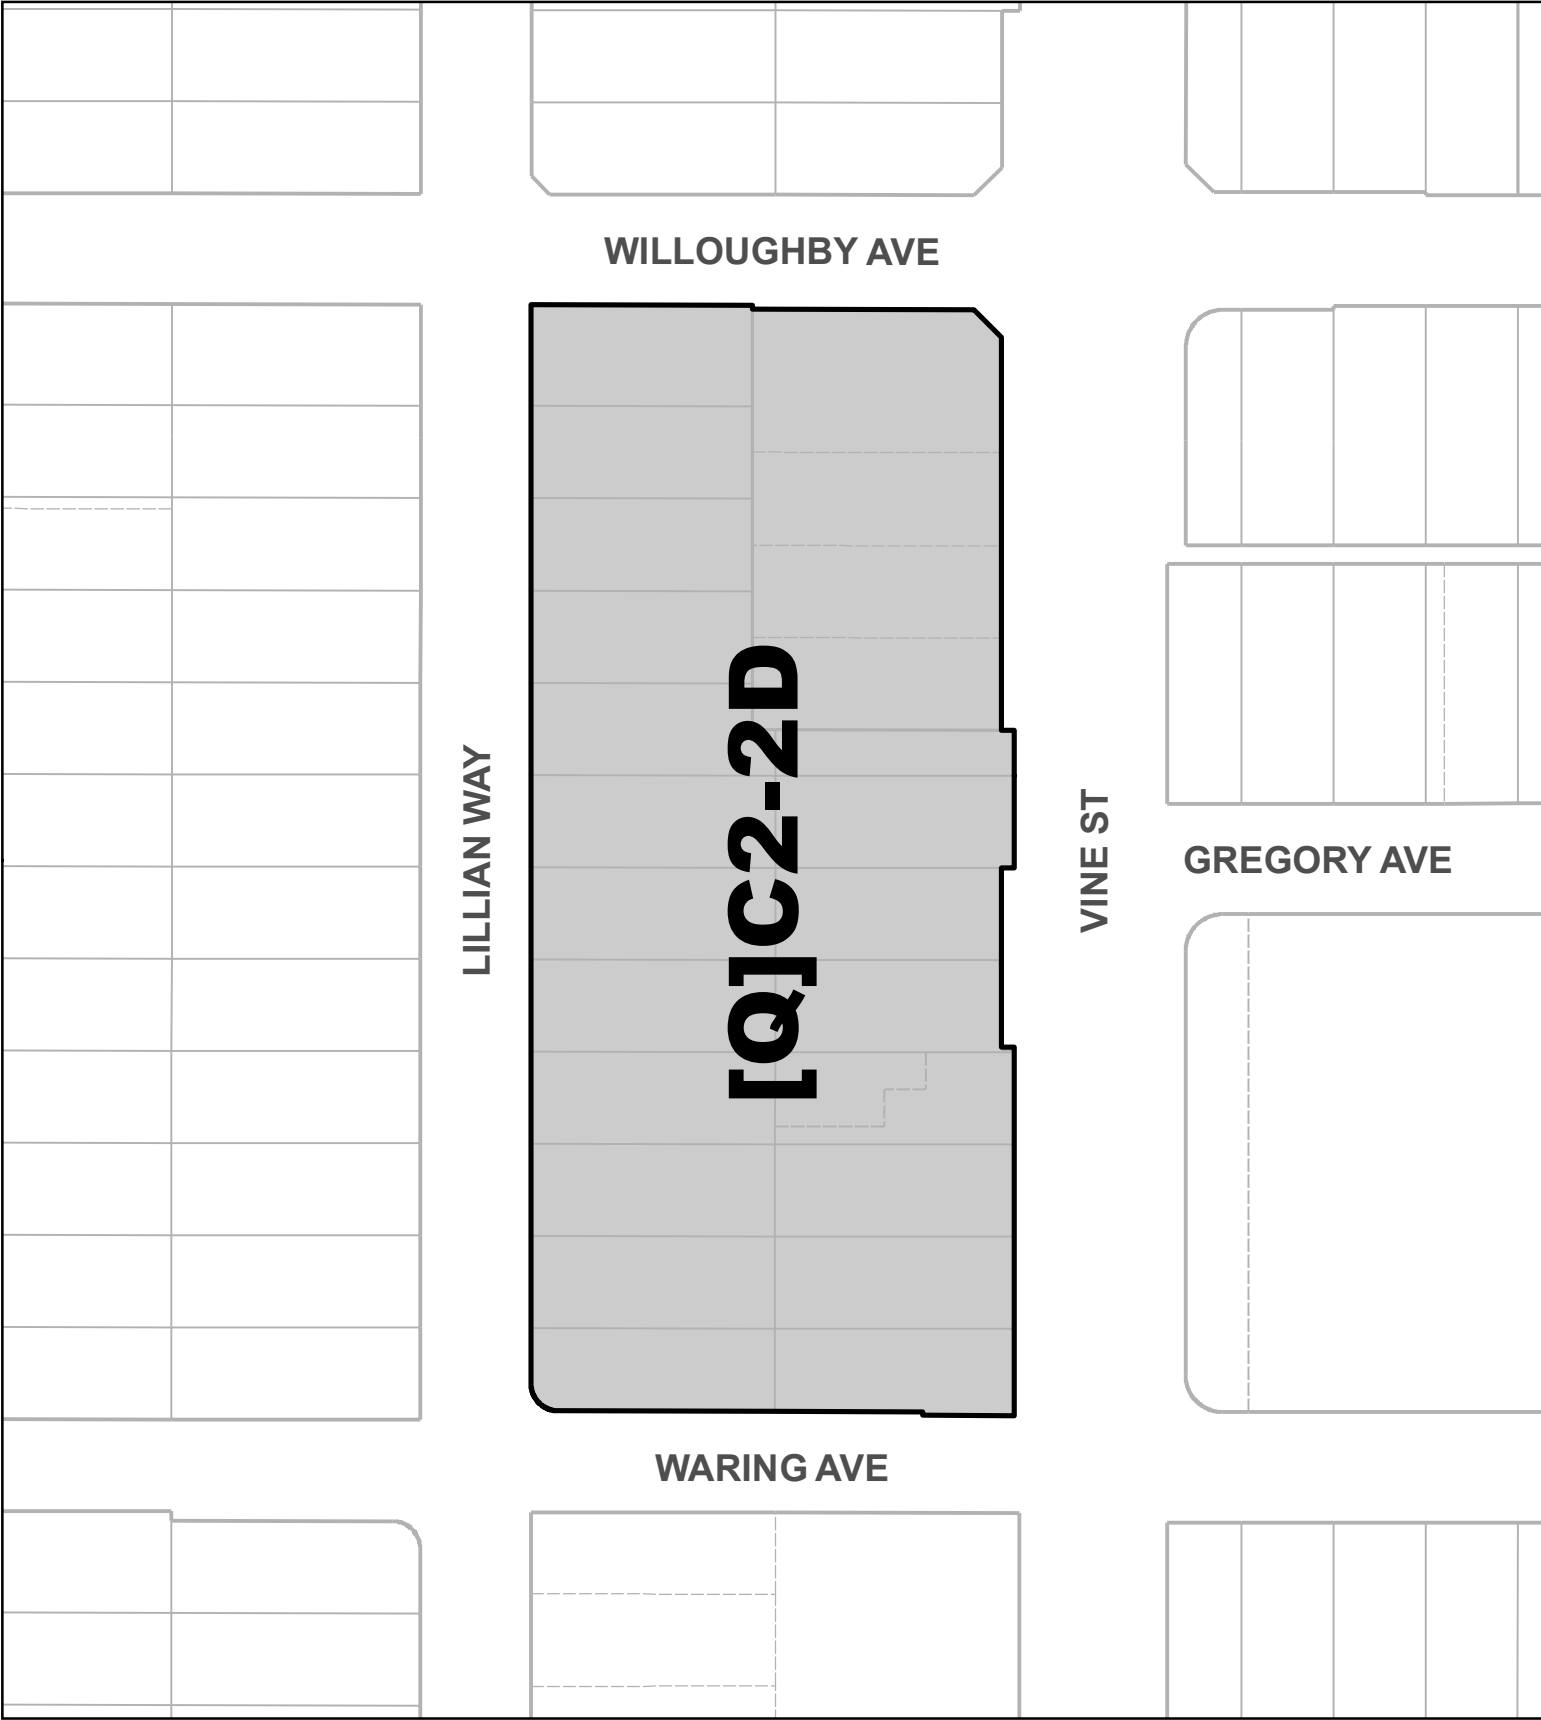 WILLOUGHBY AVE
LILLIAN WAY
[Q]C2-2D
VINE ST
GREGORY AVE
WARING AVE